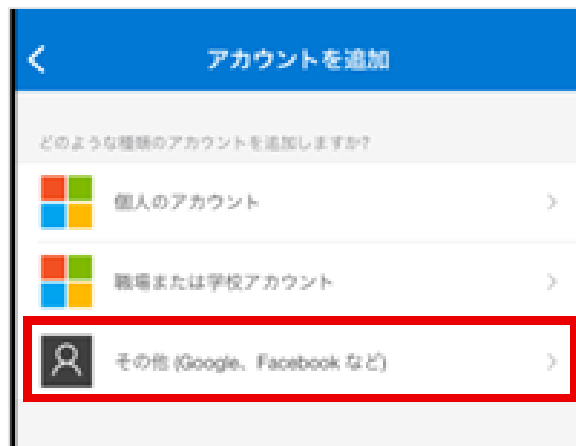 アカウントを追加
どのような種類のアカウントを追加しますか?
個人のアカウント
職場または学校アカウント
その他 (Google、Facebook など)